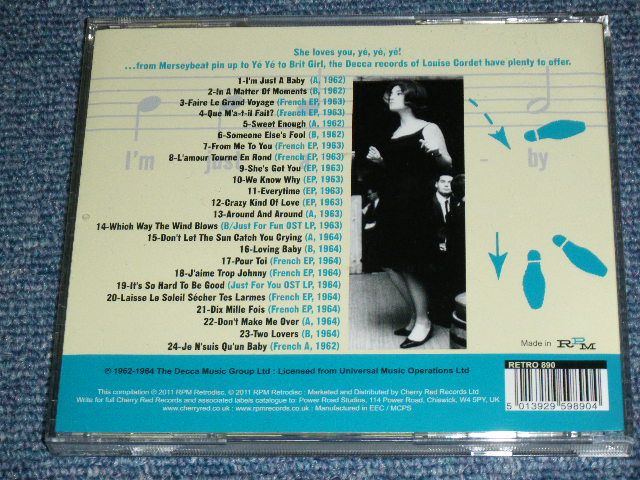 She loves you, yé, yé, yé!
...from Merseybeat pin up to Yé Yé to Brit Girl, the Decca records of Louise Cordet have plenty to offer.
1-I'm Just A Baby (A, 1962)
2-In A Matter Of Moments (B, 1962)
3-Faire Le Grand Voyage (French EP, 1963)
4-Que M'a-t-il Fait? (French EP, 1963)
5-Sweet Enough (A, 1962)
6-Someone Else's Fool (B, 1962)
7-From Me To You (French EP, 1963)
8-L'amour Tourne En Rond (French EP, 1963)
9-She's Got You (EP, 1963)
10-We Know Why (EP, 1963)
11-Everytime (EP, 1963)
12-Crazy Kind Of Love (EP, 1963)
13-Around And Around (A, 1963)
14-Which Way The Wind Blows (B/Just For Fun OST LP, 1963)
15-Don't Let The Sun Catch You Crying (A, 1964)
16-Loving Baby (B, 1964)
17-Pour Toi (French EP, 1964)
18-J'aime Trop Johnny (French EP, 1964)
19-It's So Hard To Be Good (Just For You OST LP, 1964)
20-Laisse Le Soleil Sécher Tes Larmes (French EP, 1964)
21-Dix Mille Fois (French EP, 1964)
22-Don't Make Me Over (A, 1964)
23-Two Lovers (B, 1964)
24-Je N'suis Qu'un Baby (French A, 1962)
I'm just - by
Made in RPM
℗ 1962-1964 The Decca Music Group Ltd : Licensed from Universal Music Operations Ltd
This compilation ℗ 2011 RPM Retrodisc, © 2011 RPM Retrodisc : Marketed and Distributed by Cherry Red Records Ltd
Write for full Cherry Red Records and associated labels catalogue to: Power Road Studios, 114 Power Road, Chiswick, W4 5PY, UK
www.cherryred.co.uk : www.rpmrecords.co.uk : Manufactured in EEC / MCPS
RETRO 890
5 013929 598904